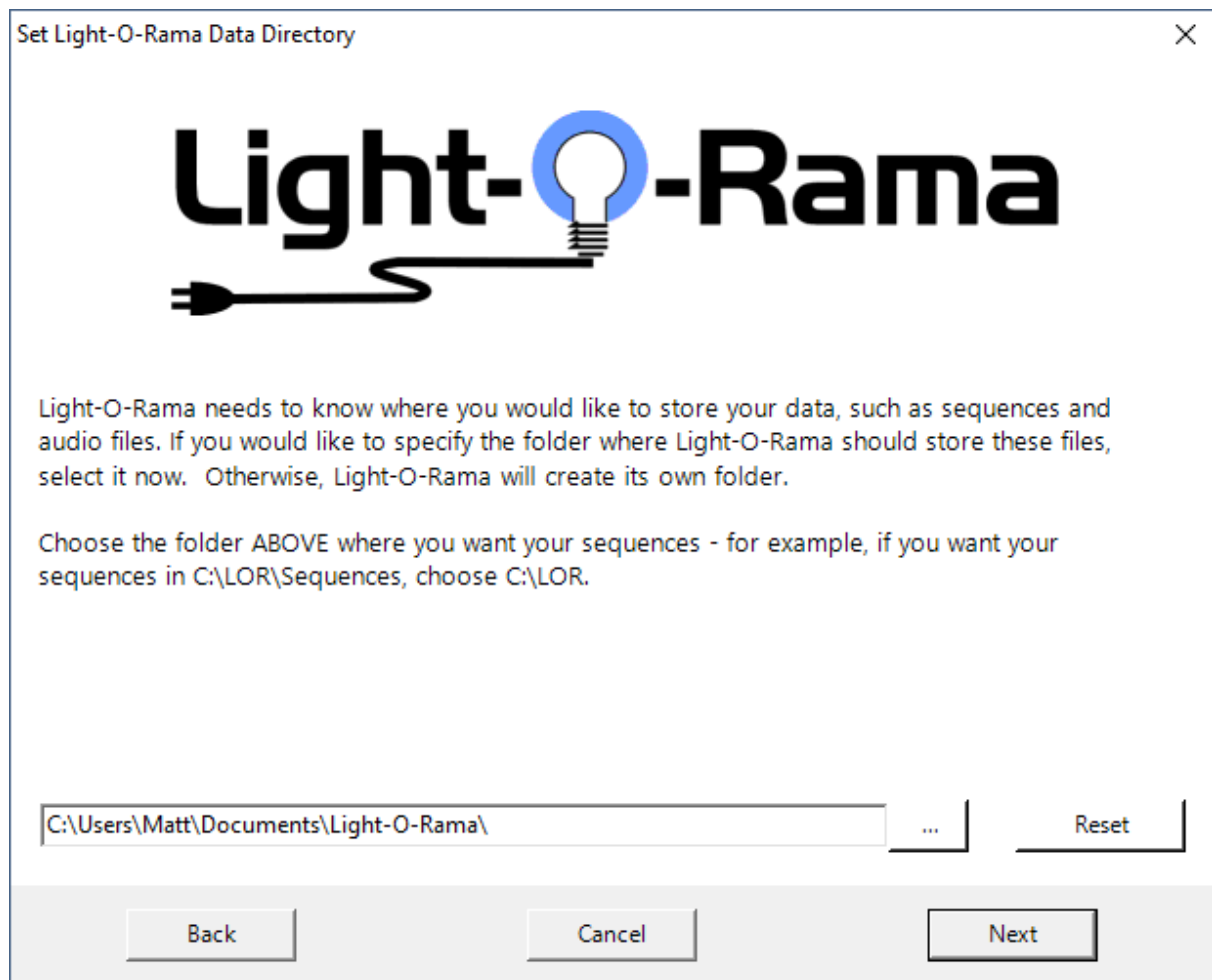 Set Light-O-Rama Data Directory
Light-O-Rama
Light-O-Rama needs to know where you would like to store your data, such as sequences and
audio files. If you would like to specify the folder where Light-O-Rama should store these files,
select it now.  Otherwise, Light-O-Rama will create its own folder.
Choose the folder ABOVE where you want your sequences - for example, if you want your
sequences in C:\LOR\Sequences, choose C:\LOR.
C:\Users\Matt\Documents\Light-O-Rama\ ... Reset
Back Cancel Next